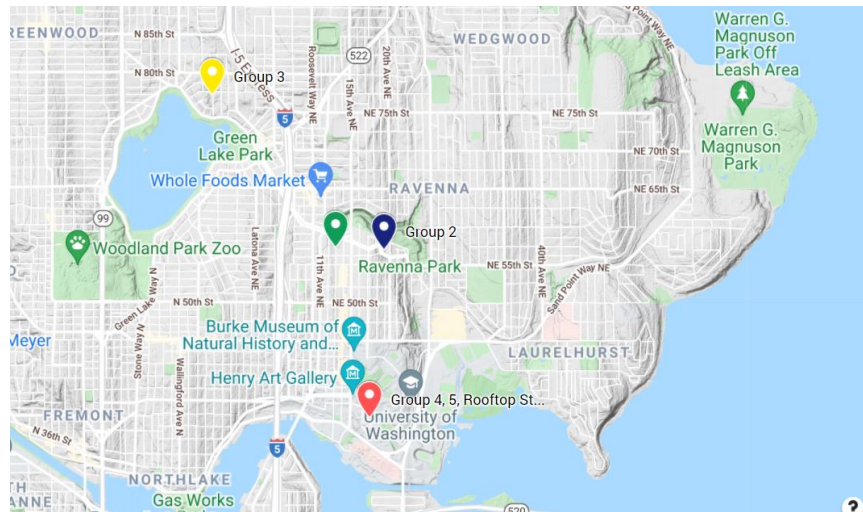 REENWOOD
N 85th St
N 80th St
I-5 Express
Group 3
Roosevelt Way NE
522
20th Ave NE
15th Ave NE
WEDGWOOD
Sand Point Way NE
Warren G.
Magnuson
Park Off
Leash Area
Warren G.
Magnuson
Park
5
NE 75th St
Green
Lake Park
Whole Foods Market
NE 70th St
RAVENNA
NE 65th St
99
Woodland Park Zoo
Latona Ave NE
11th Ave NE
Group 2
Ravenna Park
NE 55th St
40th Ave NE
Sand Point Way NE
Green Lake Way N
N 50th St
NE 50th St
Meyer
Stone Way N
Wallingford Ave N
Burke Museum of
Natural History and...
LAURELHURST
Henry Art Gallery
Group 4, 5, Rooftop St...
University of
Washington
FREMONT
N 36th St
5
NORTHLAKE
TH
ANNE
Gas Works
520
?